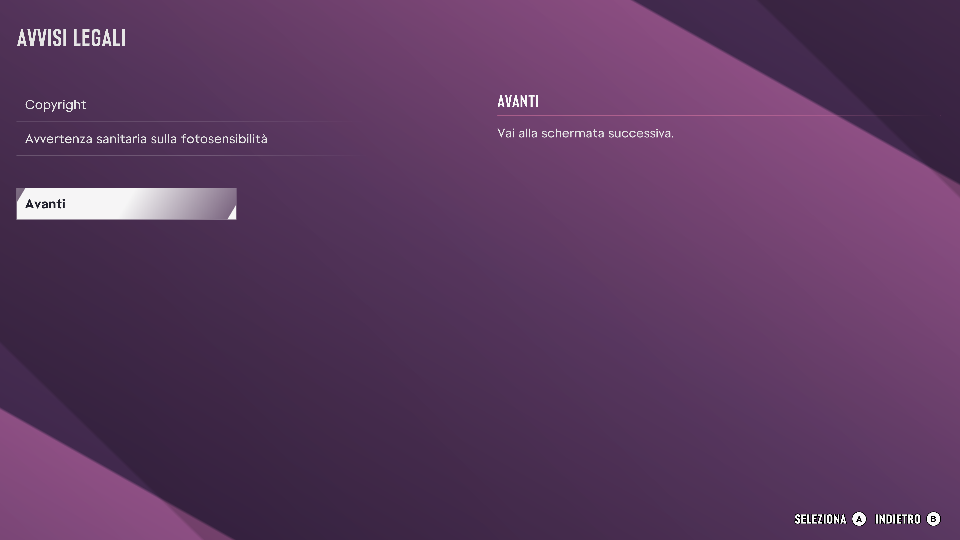 AVVISI LEGALI
Copyright
Avvertenza sanitaria sulla fotosensibilità
Avanti
AVANTI
Vai alla schermata successiva.
SELEZIONA A INDIETRO B